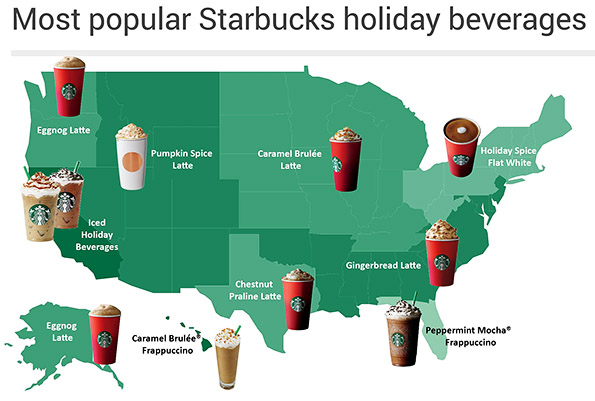 Most popular Starbucks holiday beverages
Eggnog Latte
Pumpkin Spice
Latte
Caramel Brulée
Latte
Holiday Spice
Flat White
Iced
Holiday
Beverages
Gingerbread Latte
Chestnut
Praline Latte
Eggnog
Latte
Caramel Brulée®
Frappuccino
Peppermint Mocha®
Frappuccino